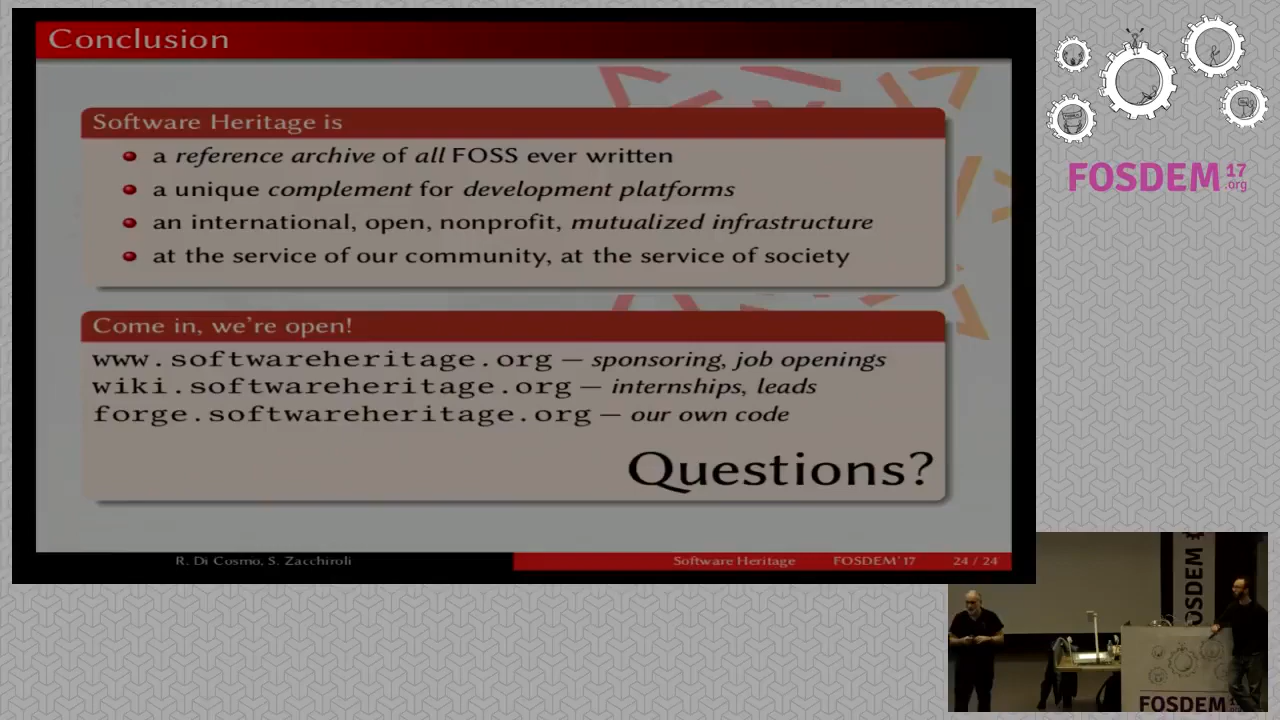 Conclusion
Software Heritage is
a reference archive of all FOSS ever written
a unique complement for development platforms
an international, open, nonprofit, mutualized infrastructure
at the service of our community, at the service of society
Come in, we're open!
www.softwareheritage.org — sponsoring, job openings
wiki.softwareheritage.org — internships, leads
forge.softwareheritage.org — our own code
Questions?
R. Di Cosmo, S. Zacchiroli
Software Heritage
FOSDEM'17
24 / 24
FOSDEM 17
.org
OSDEM
FOSDEM